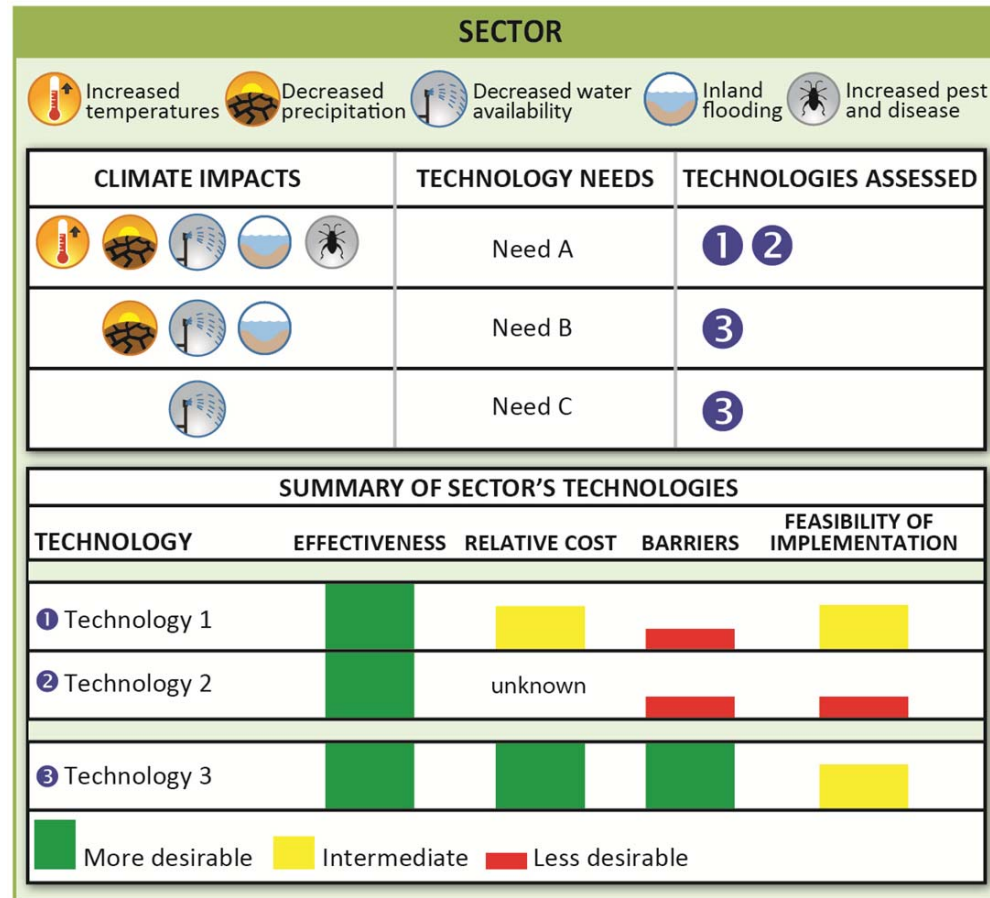 SECTOR
Increased temperatures
Decreased precipitation
Decreased water availability
Inland flooding
Increased pest and disease
CLIMATE IMPACTS TECHNOLOGY NEEDS TECHNOLOGIES ASSESSED
Need A 1 2
Need B 3
Need C 3
SUMMARY OF SECTOR'S TECHNOLOGIES
TECHNOLOGY EFFECTIVENESS RELATIVE COST BARRIERS FEASIBILITY OF IMPLEMENTATION
1 Technology 1
2 Technology 2 unknown
3 Technology 3
More desirable Intermediate Less desirable